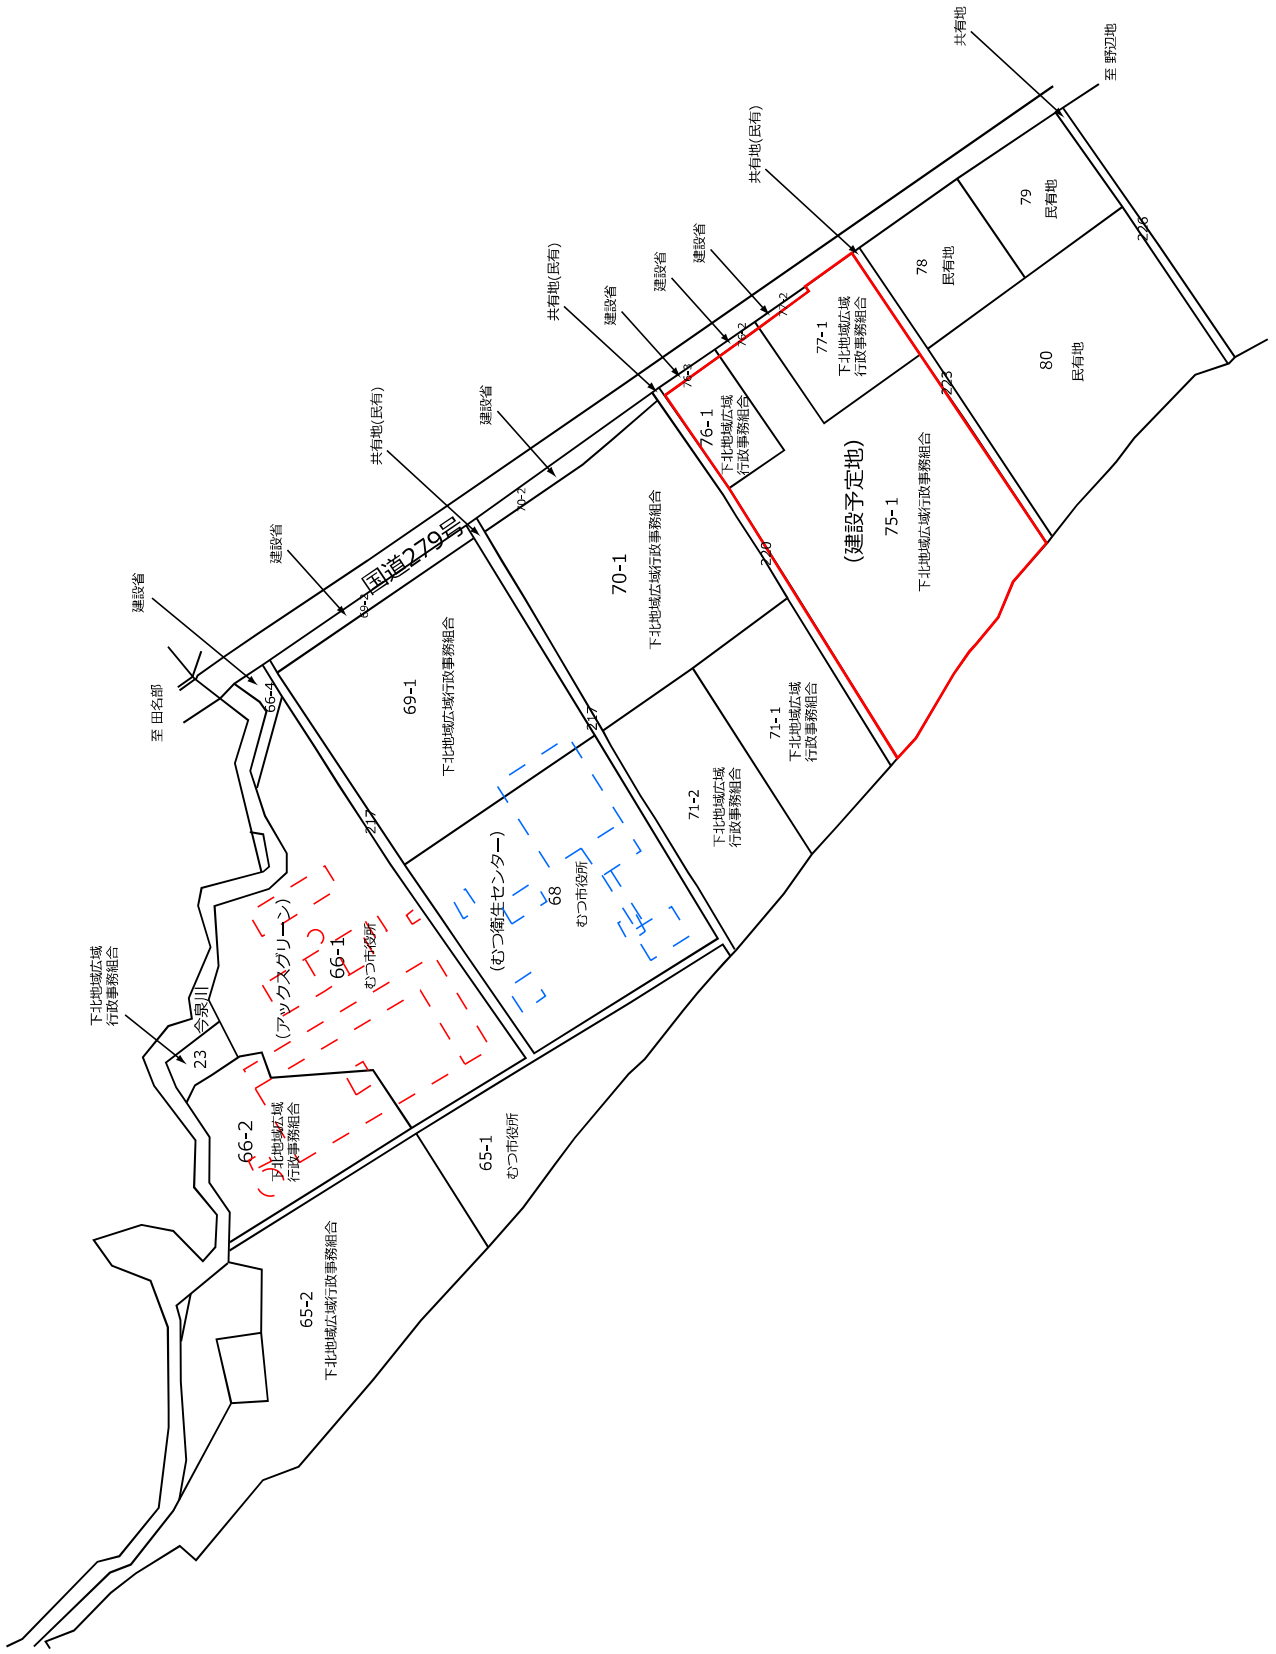 共有地
至 野辺地
共有地(民有)
建設省
建設省
共有地(民有)
建設省
共有地(民有)
建設省
建設省
建設省
至 田名部
国道279号
79
民有地
226
78
民有地
80
民有地
223
77-2
77-1
下北地域広域
行政事務組合
76-2
76-3
76-1
下北地域広域
行政事務組合
(建設予定地)
75-1
下北地域広域行政事務組合
220
70-2
70-1
下北地域広域行政事務組合
71-1
下北地域広域
行政事務組合
71-2
下北地域広域
行政事務組合
217
69-2
69-1
下北地域広域行政事務組合
66-4
217
(むつ衛生センター)
68
むつ市役所
(アックスグリーン)
66-1
むつ市役所
下北地域広域
行政事務組合
今泉川
23
66-2
下北地域広域
行政事務組合
65-1
むつ市役所
65-2
下北地域広域行政事務組合